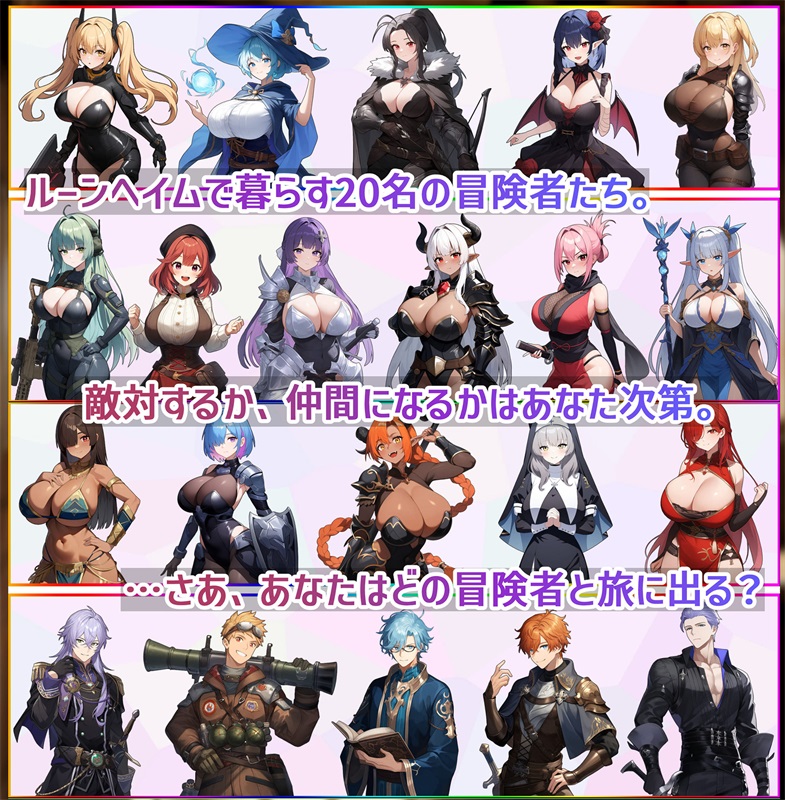 ルーンヘイムで暮らす20名の冒険者たち。
敵対するか、仲間になるかはあなた次第。
…さあ、あなたはどの冒険者と旅に出る？